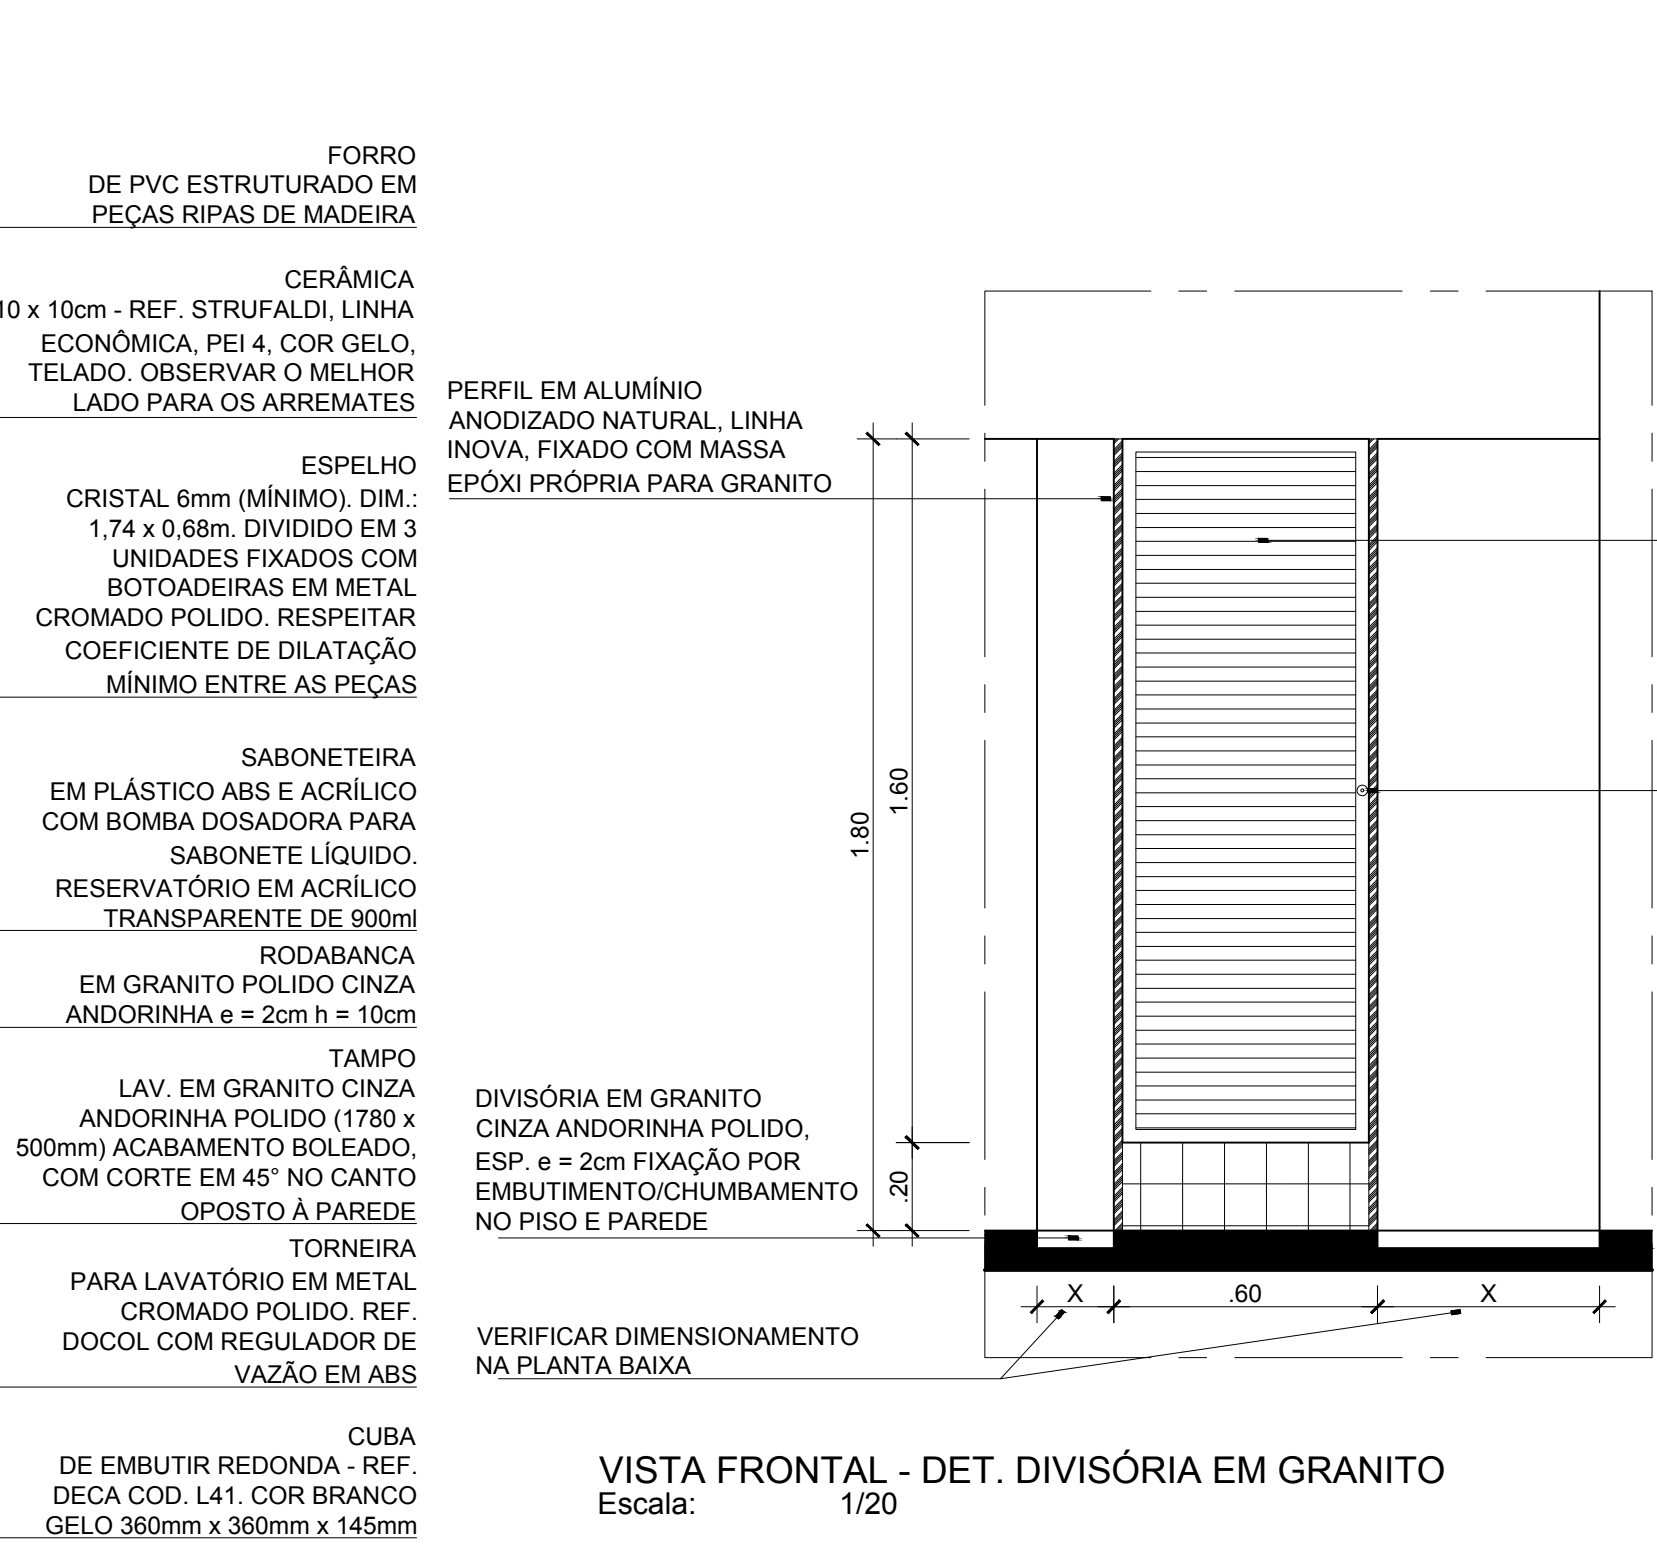 FORRO
DE PVC ESTRUTURADO EM
PEÇAS RIPAS DE MADEIRA
CERÂMICA
10 x 10cm - REF. STRUFALDI, LINHA
ECONÔMICA, PEI 4, COR GELO,
TELADO. OBSERVAR O MELHOR
LADO PARA OS ARREMATES
ESPELHO
CRISTAL 6mm (MÍNIMO). DIM.:
1,74 x 0,68m. DIVIDIDO EM 3
UNIDADES FIXADOS COM
BOTOADEIRAS EM METAL
CROMADO POLIDO. RESPEITAR
COEFICIENTE DE DILATAÇÃO
MÍNIMO ENTRE AS PEÇAS
SABONETEIRA
EM PLÁSTICO ABS E ACRÍLICO
COM BOMBA DOSADORA PARA
SABONETE LÍQUIDO.
RESERVATÓRIO EM ACRÍLICO
TRANSPARENTE DE 900ml
RODABANCA
EM GRANITO POLIDO CINZA
ANDORINHA e = 2cm h = 10cm
TAMPO
LAV. EM GRANITO CINZA
ANDORINHA POLIDO (1780 x
500mm) ACABAMENTO BOLEADO,
COM CORTE EM 45° NO CANTO
OPOSTO À PAREDE
TORNEIRA
PARA LAVATÓRIO EM METAL
CROMADO POLIDO. REF.
DOCOL COM REGULADOR DE
VAZÃO EM ABS
CUBA
DE EMBUTIR REDONDA - REF.
DECA COD. L41. COR BRANCO
GELO 360mm x 360mm x 145mm
PERFIL EM ALUMÍNIO
ANODIZADO NATURAL, LINHA
INOVA, FIXADO COM MASSA
EPÓXI PRÓPRIA PARA GRANITO
1.80
1.60
.20
DIVISÓRIA EM GRANITO
CINZA ANDORINHA POLIDO,
ESP. e = 2cm FIXAÇÃO POR
EMBUTIMENTO/CHUMBAMENTO
NO PISO E PAREDE
X .60 X
VERIFICAR DIMENSIONAMENTO
NA PLANTA BAIXA
VISTA FRONTAL - DET. DIVISÓRIA EM GRANITO
Escala: 1/20